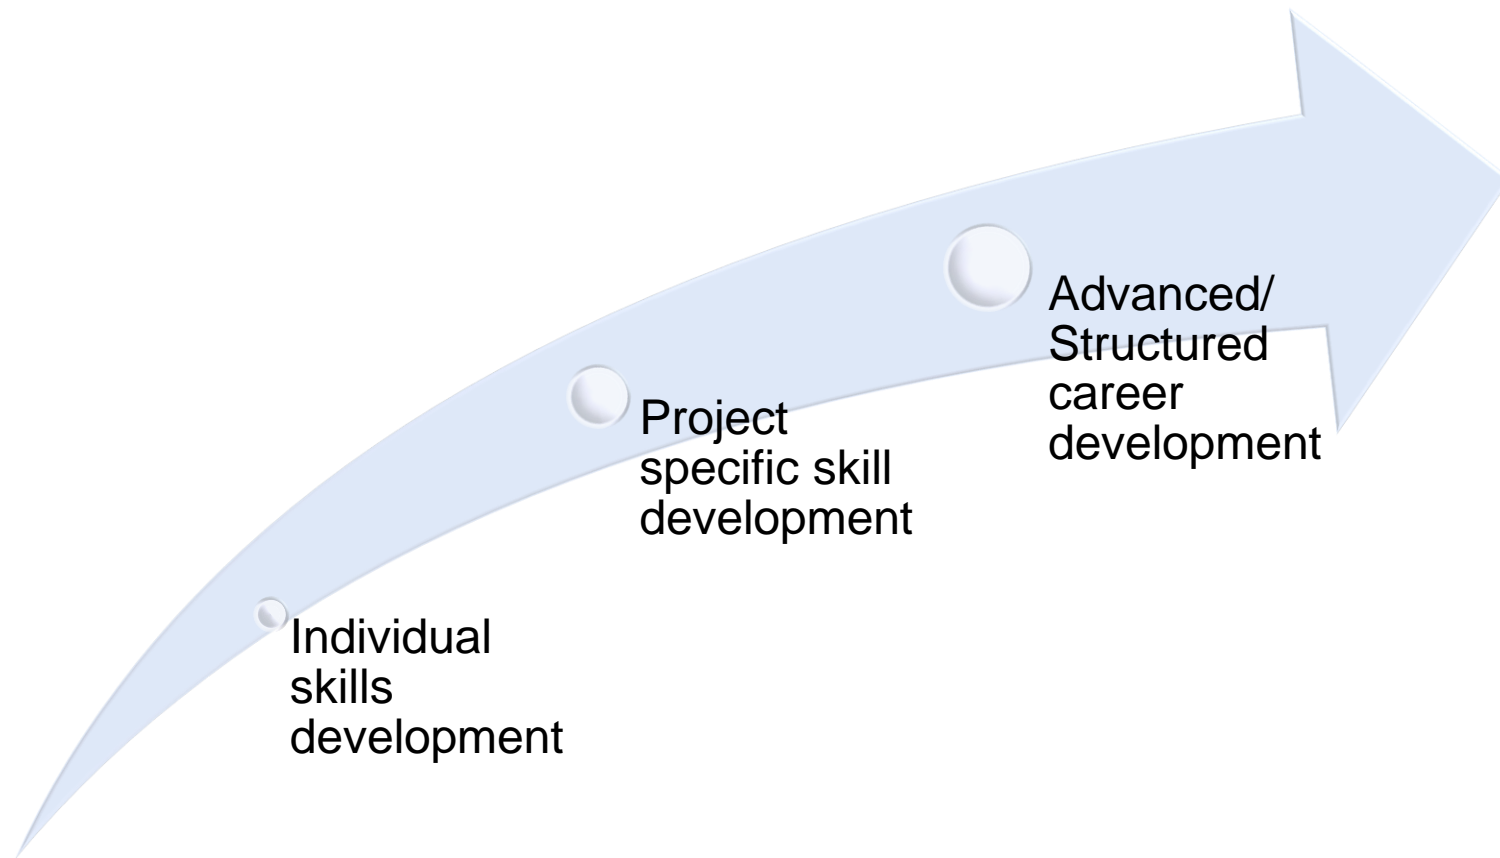 Advanced/
Structured
career
development
Project
specific skill
development
Individual
skills
development